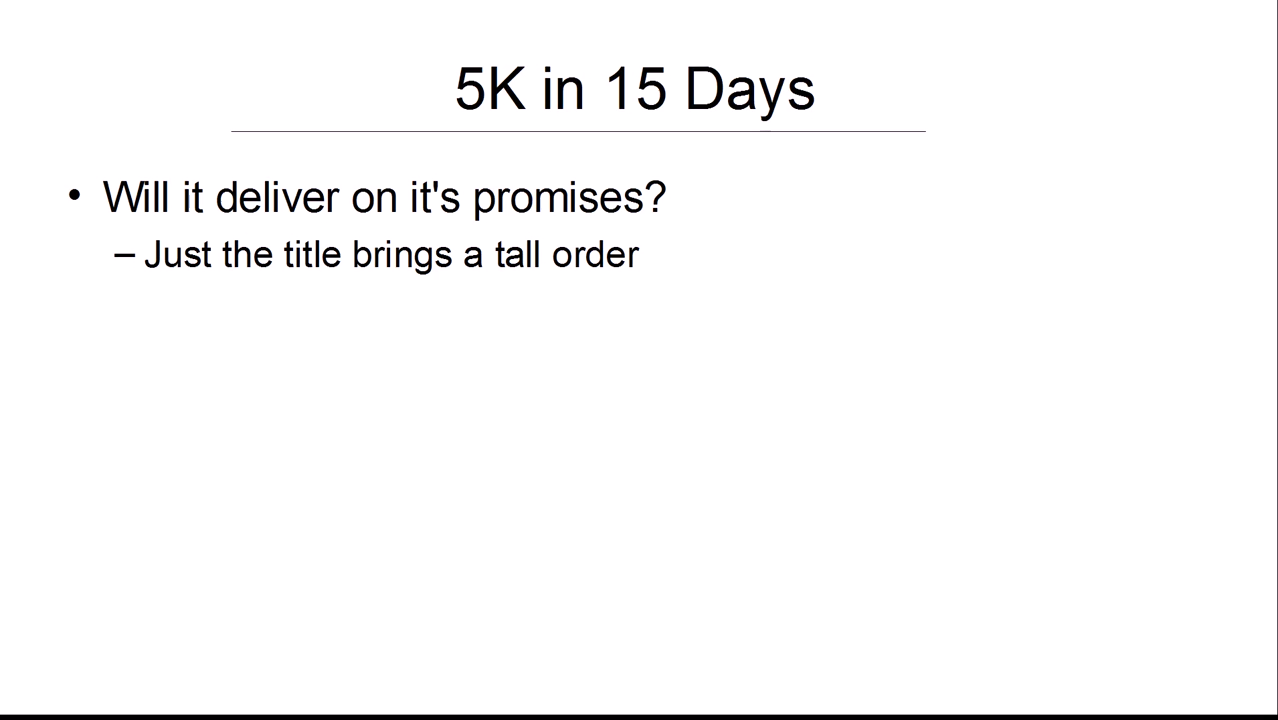 5K in 15 Days
• Will it deliver on it's promises?
– Just the title brings a tall order